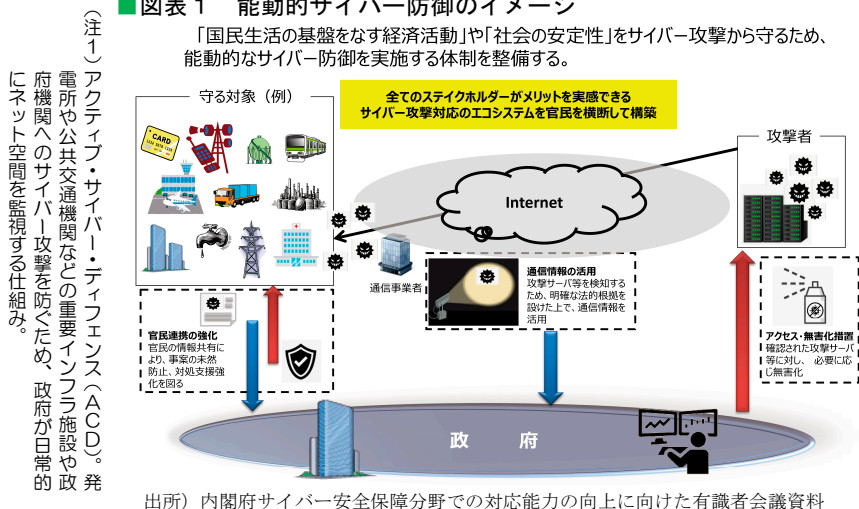 ■図表１　能動的サイバー防御のイメージ
「国民生活の基盤をなす経済活動」や「社会の安定性」をサイバー攻撃から守るため、
能動的なサイバー防御を実施する体制を整備する。
守る対象（例）
全てのステイクホルダーがメリットを実感できる
サイバー攻撃対応のエコシステムを官民を横断して構築
攻撃者
CARD
Internet
通信事業者
通信情報の活用
攻撃サーバ等を検知する
ため、明確な法的根拠を
設けた上で、通信情報を
活用
官民連携の強化
官民の情報共有に
より、事案の未然
防止、対処支援強
化を図る
アクセス・無害化措置
確認された攻撃サーバ
等に対し、 必要に応
じ無害化
政　府
出所）内閣府サイバー安全保障分野での対応能力の向上に向けた有識者会議資料
（注１）アクティブ・サイバー・ディフェンス（ＡＣＤ）。発
電所や公共交通機関などの重要インフラ施設や政
府機関へのサイバー攻撃を防ぐため、政府が日常的
にネット空間を監視する仕組み。